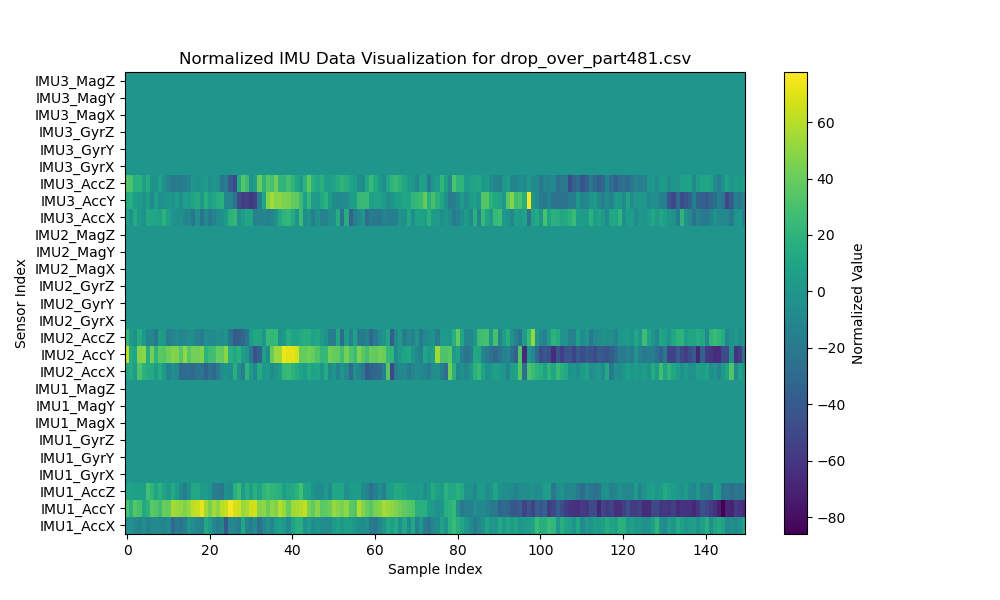 Normalized IMU Data Visualization for drop_over_part481.csv
IMU3_MagZ
IMU3_MagY
IMU3_MagX
IMU3_GyrZ
IMU3_GyrY
IMU3_GyrX
IMU3_AccZ
IMU3_AccY
IMU3_AccX
IMU2_MagZ
IMU2_MagY
IMU2_MagX
IMU2_GyrZ
IMU2_GyrY
IMU2_GyrX
IMU2_AccZ
IMU2_AccY
IMU2_AccX
IMU1_MagZ
IMU1_MagY
IMU1_MagX
IMU1_GyrZ
IMU1_GyrY
IMU1_GyrX
IMU1_AccZ
IMU1_AccY
IMU1_AccX
Sensor Index
0 20 40 60 80 100 120 140
Sample Index
60
40
20
0
−20
−40
−60
−80
Normalized Value